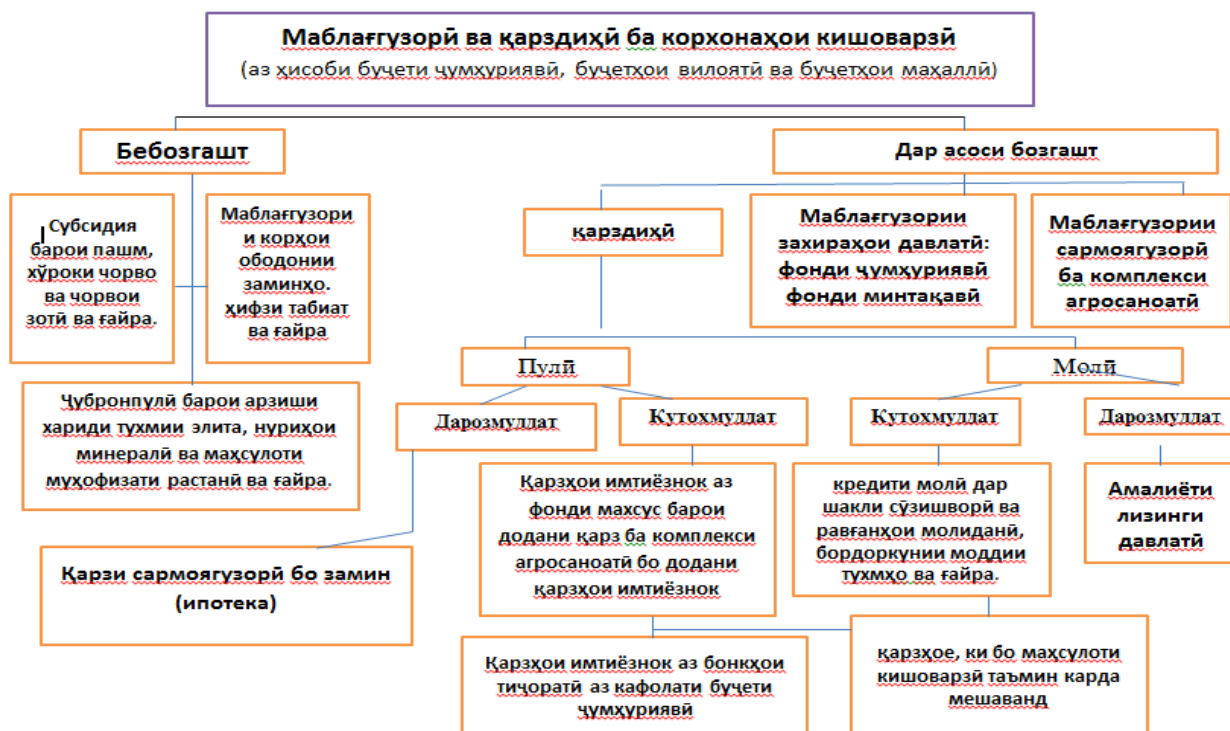 Маблағгузорӣ ва қарздиҳӣ ба корхонаҳои кишоварзӣ
(аз ҳисоби буҷети ҷумҳуриявӣ, буҷетҳои вилоятӣ ва буҷетҳои маҳаллӣ)
Бебозгашт
Дар асоси бозгашт
Субсидия
барои пашм,
хӯроки чорво
ва чорвои
зотӣ ва ғайра.
Маблағгузори
и корҳои
ободонии
заминҳо.
ҳифзи табиат
ва ғайра
қарздиҳӣ
Маблағгузории
захираҳои давлатӣ:
фонди ҷумҳуриявӣ
фонди минтақавӣ
Маблағгузории
сармоягузорӣ
ба комплекси
агросаноатӣ
Ҷубронпулӣ барои арзиши
хариди тухмии элита, нуриҳои
минералӣ ва маҳсулоти
муҳофизати растанӣ ва ғайра.
Пулӣ
Молӣ
Дарозмуллат
Кутоҳмуллат
Кутоҳмуллат
Дарозмуллат
Қарзи сармоягузорӣ бо замин
(ипотека)
Қарзҳои имтиёзнок аз
фонди махсус барои
додани қарз ба комплекси
агросаноатӣ бо додани
қарзҳои имтиёзнок
кредити молӣ дар
шакли сӯзишворӣ ва
равғанҳои молиданӣ,
бордоркунии моддии
тухмҳо ва ғайра.
Амалиёти
лизинги
давлатӣ
Қарзҳои имтиёзнок аз бонкҳои
тиҷоратӣ аз кафолати буҷети
ҷумҳуриявӣ
қарзҳое, ки бо маҳсулоти
кишоварзӣ таъмин карда
мешаванд